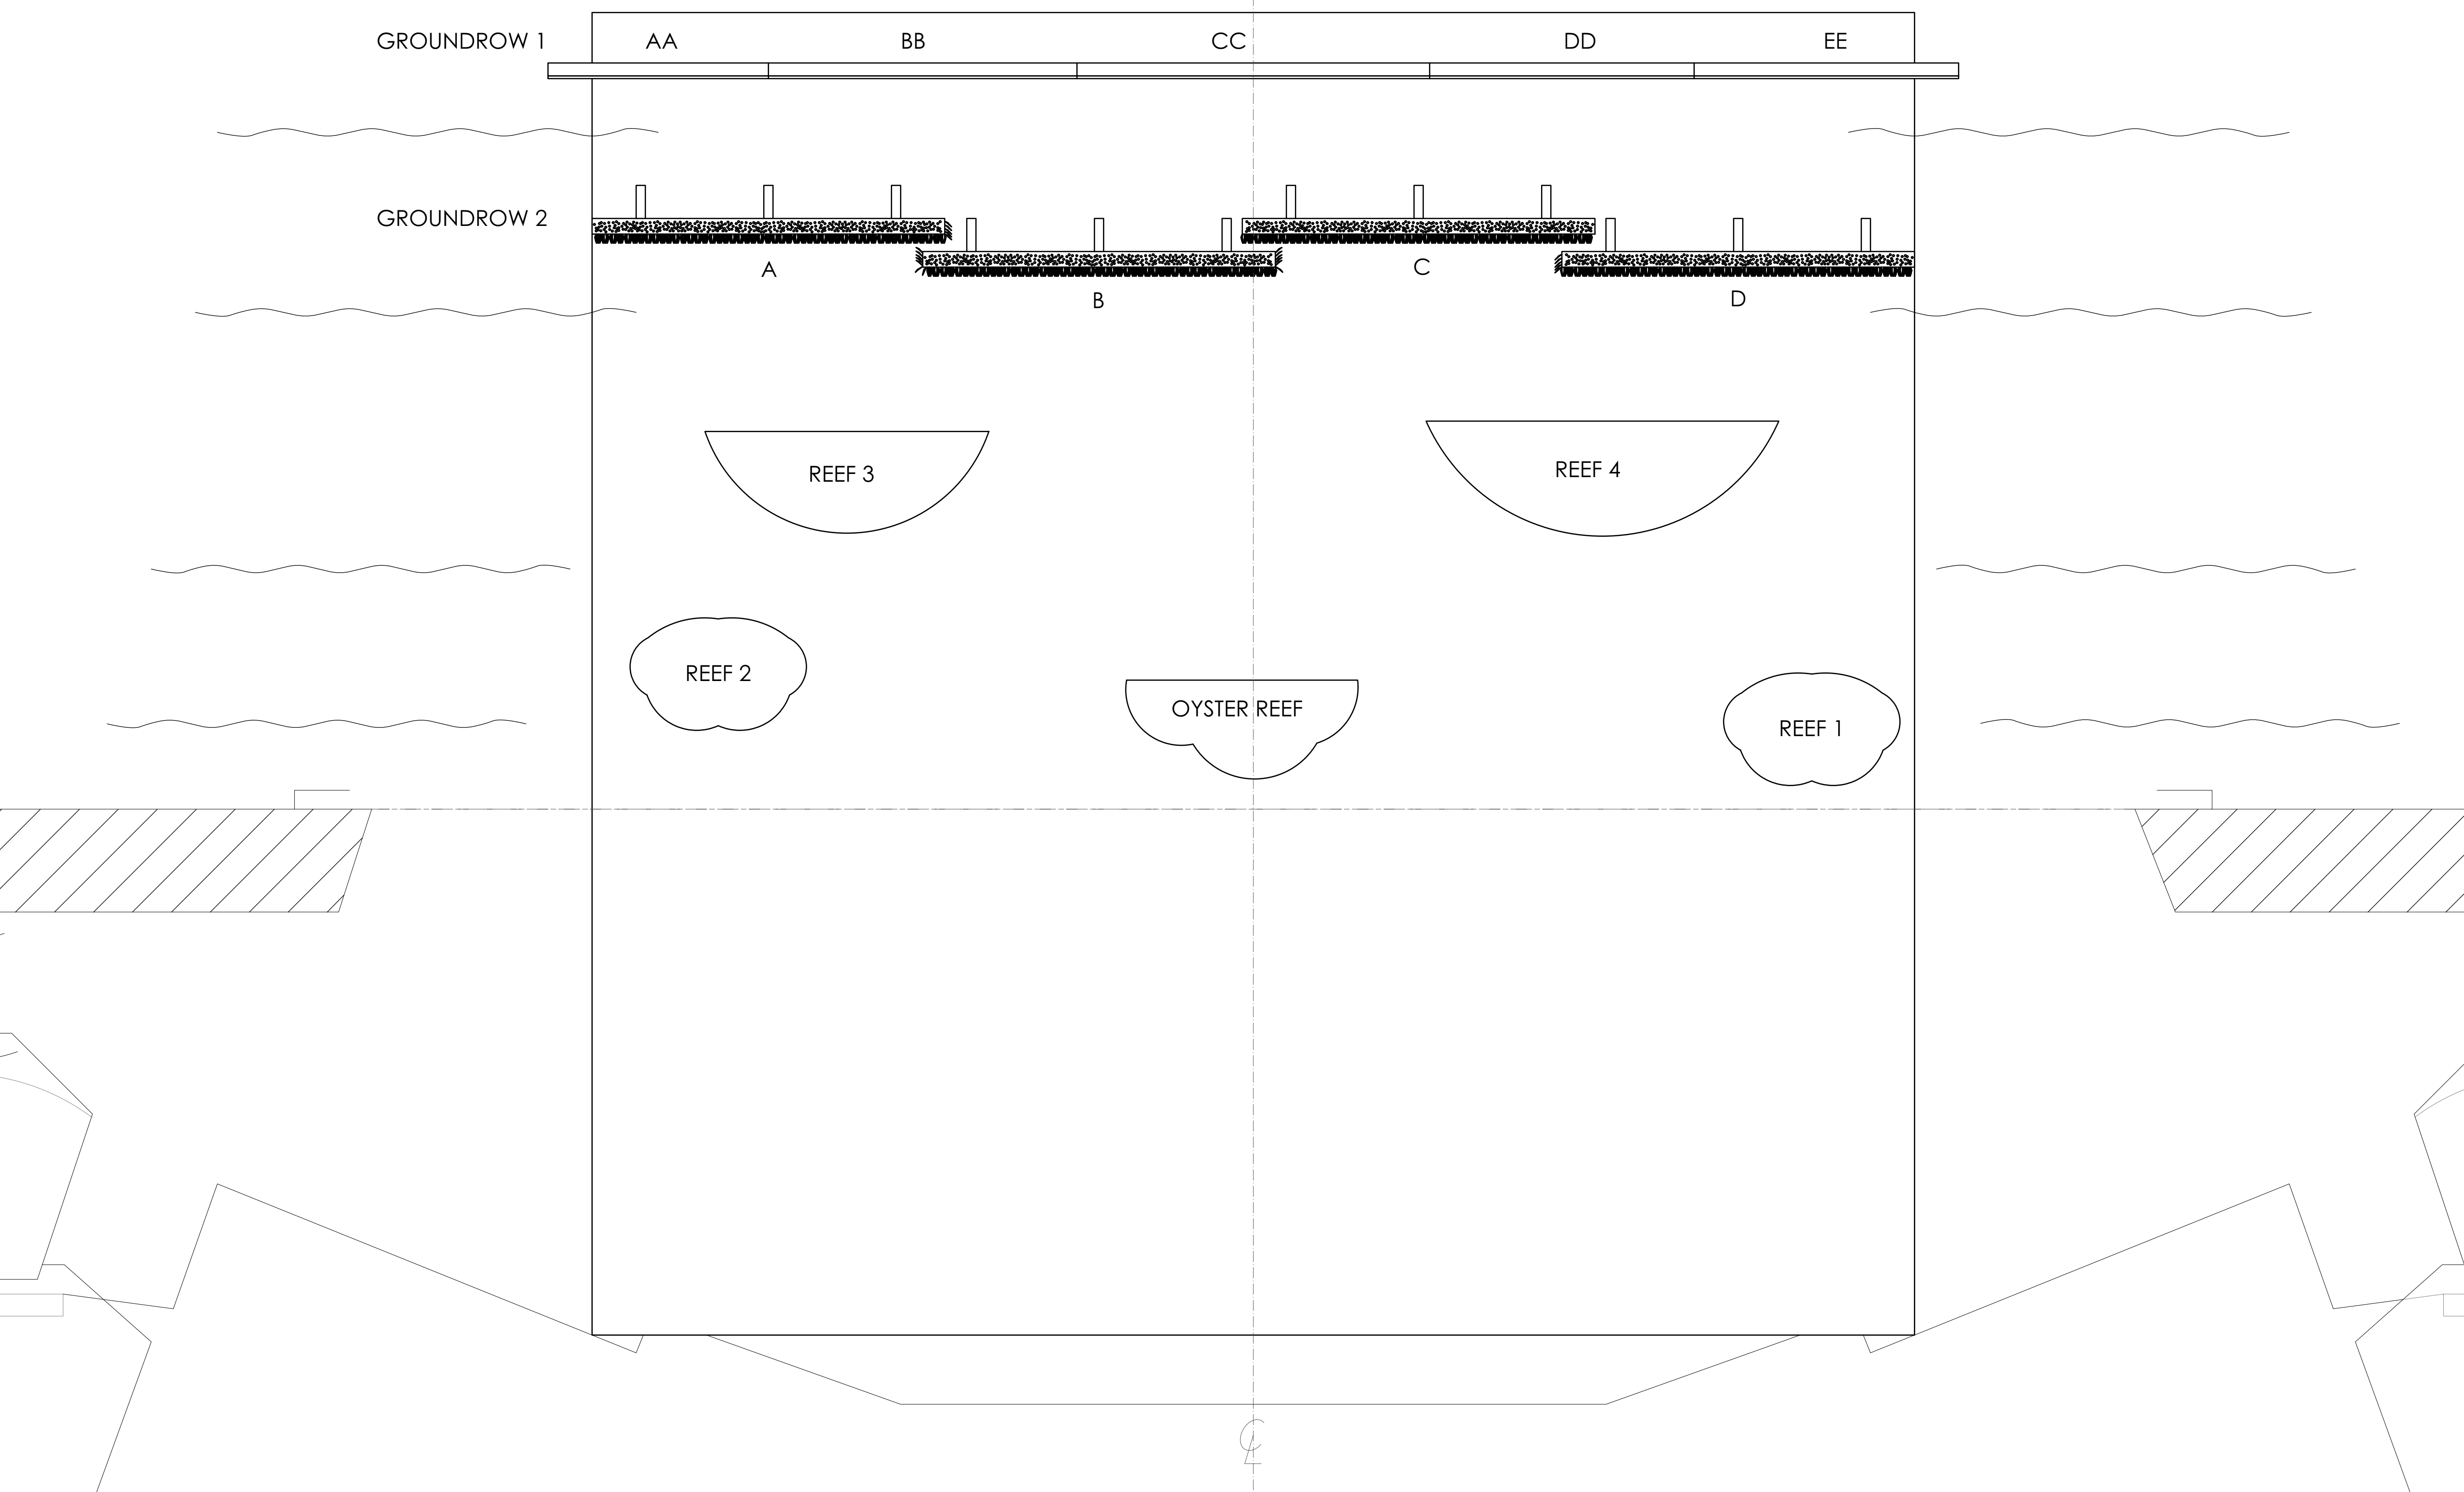 GROUNDROW 1 AA BB CC DD EE
GROUNDROW 2
A
B
C
D
REEF 3
REEF 4
REEF 2
OYSTER REEF
REEF 1
℄